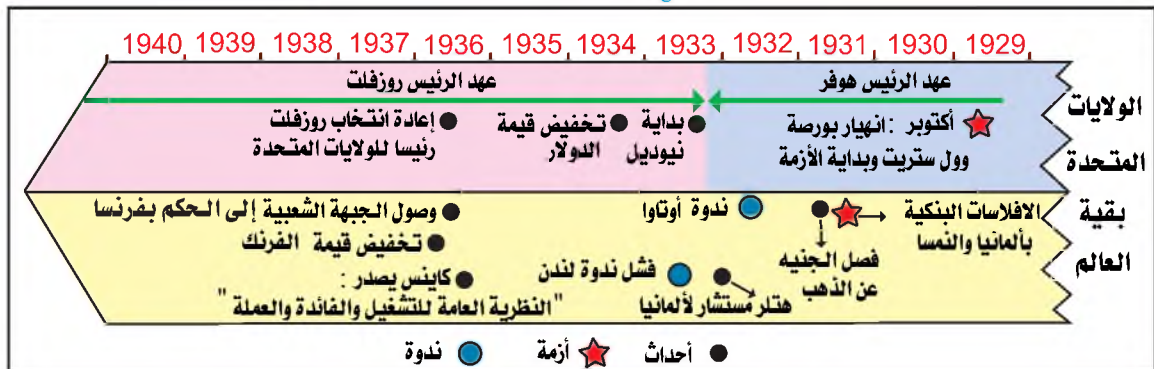 1929 1930 1931 1932 1933 1934 1935 1936 1937 1938 1939 1940
الولايات
المتحدة
عهد الرئيس هوفر
عهد الرئيس روزفلت
أكتوبر : انهيار بورصة
وول ستريت وبداية الأزمة
بداية
نيوديل
تخفيض قيمة
الدولار
إعادة انتخاب روزفلت
رئيسا للولايات المتحدة
بقية
العالم
الافلاسات البنكية
بألمانيا والنمسا
فصل الجنيه
عن الذهب
ندوة أوتاوا
هتلر مستشار لألمانيا
فشل ندوة لندن
وصول الجبهة الشعبية إلى الحكم بفرنسا
تخفيض قيمة الفرنك
كاينس يصدر :
"النظرية العامة للتشغيل والفائدة والعملة "
أحداث
أزمة
ندوة